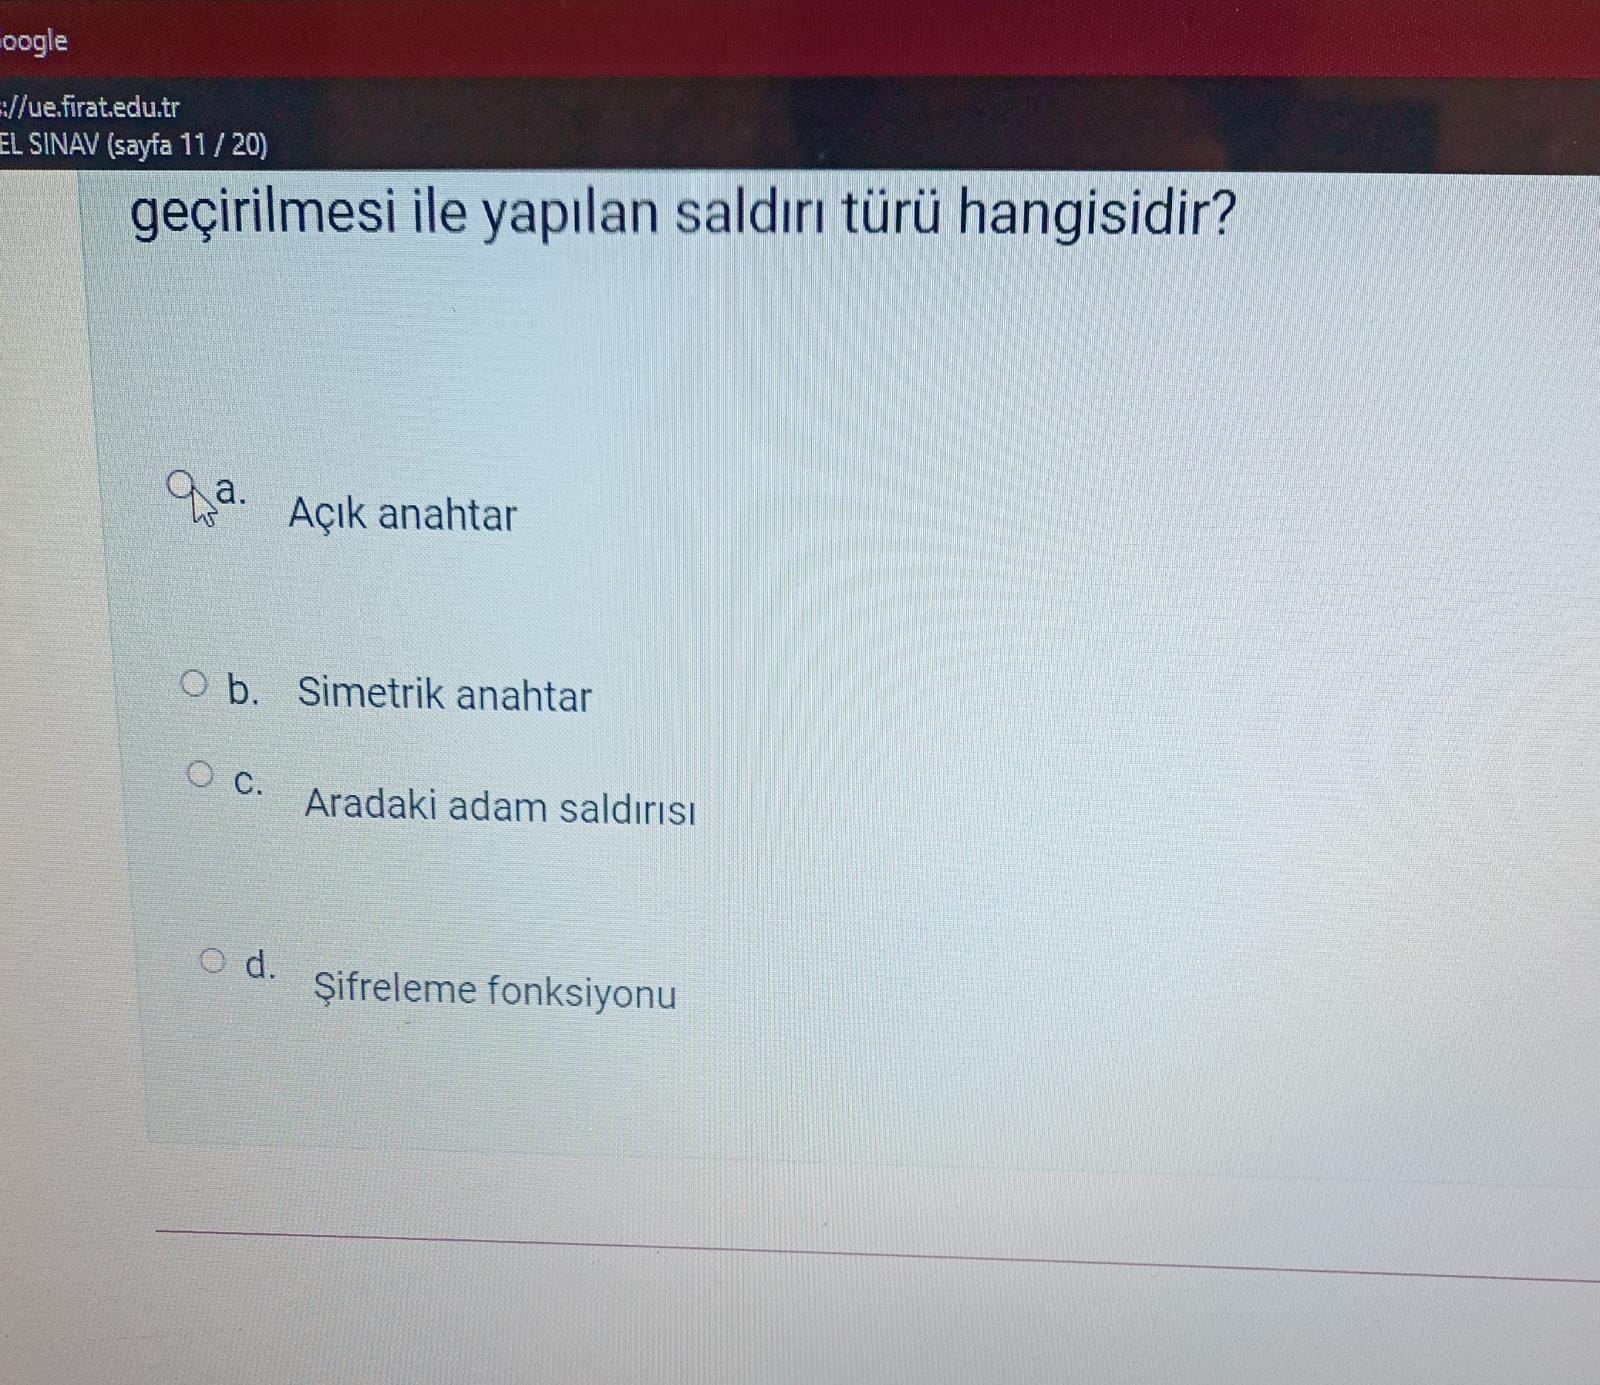 oogle
://ue.firat.edu.tr
EL SINAV (sayfa 11 / 20)
geçirilmesi ile yapılan saldırı türü hangisidir?
a. Açık anahtar
b. Simetrik anahtar
c. Aradaki adam saldırısı
d. Şifreleme fonksiyonu